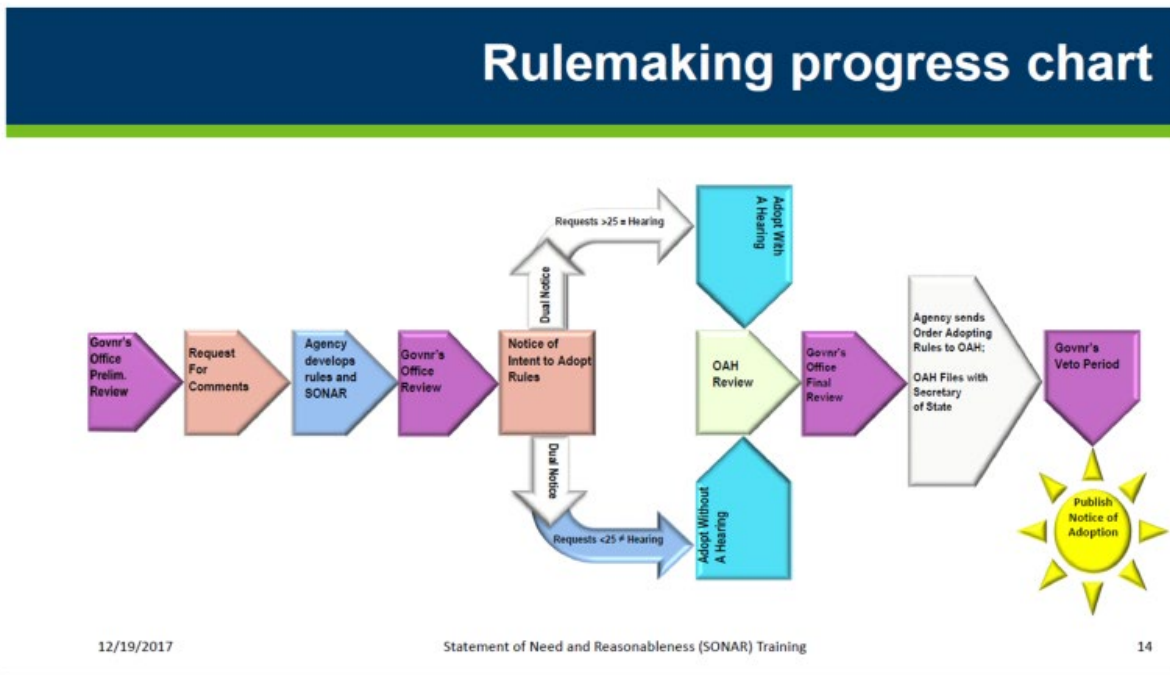 Rulemaking progress chart
Requests >25 = Hearing
Adopt With
A Hearing
Dual Notice
Govnr's
Office
Prelim.
Review
Request
For
Comments
Agency
develops
rules and
SONAR
Govnr's
Office
Review
Notice of
Intent to Adopt
Rules
OAH
Review
Govnr's
Office
Final
Review
Agency sends
Order Adopting
Rules to OAH;
OAH Files with
Secretary
of State
Govnr's
Veto Period
Dual Notice
Requests <25 ≠ Hearing
Adopt Without
A Hearing
Publish
Notice of
Adoption
12/19/2017
Statement of Need and Reasonableness (SONAR) Training
14